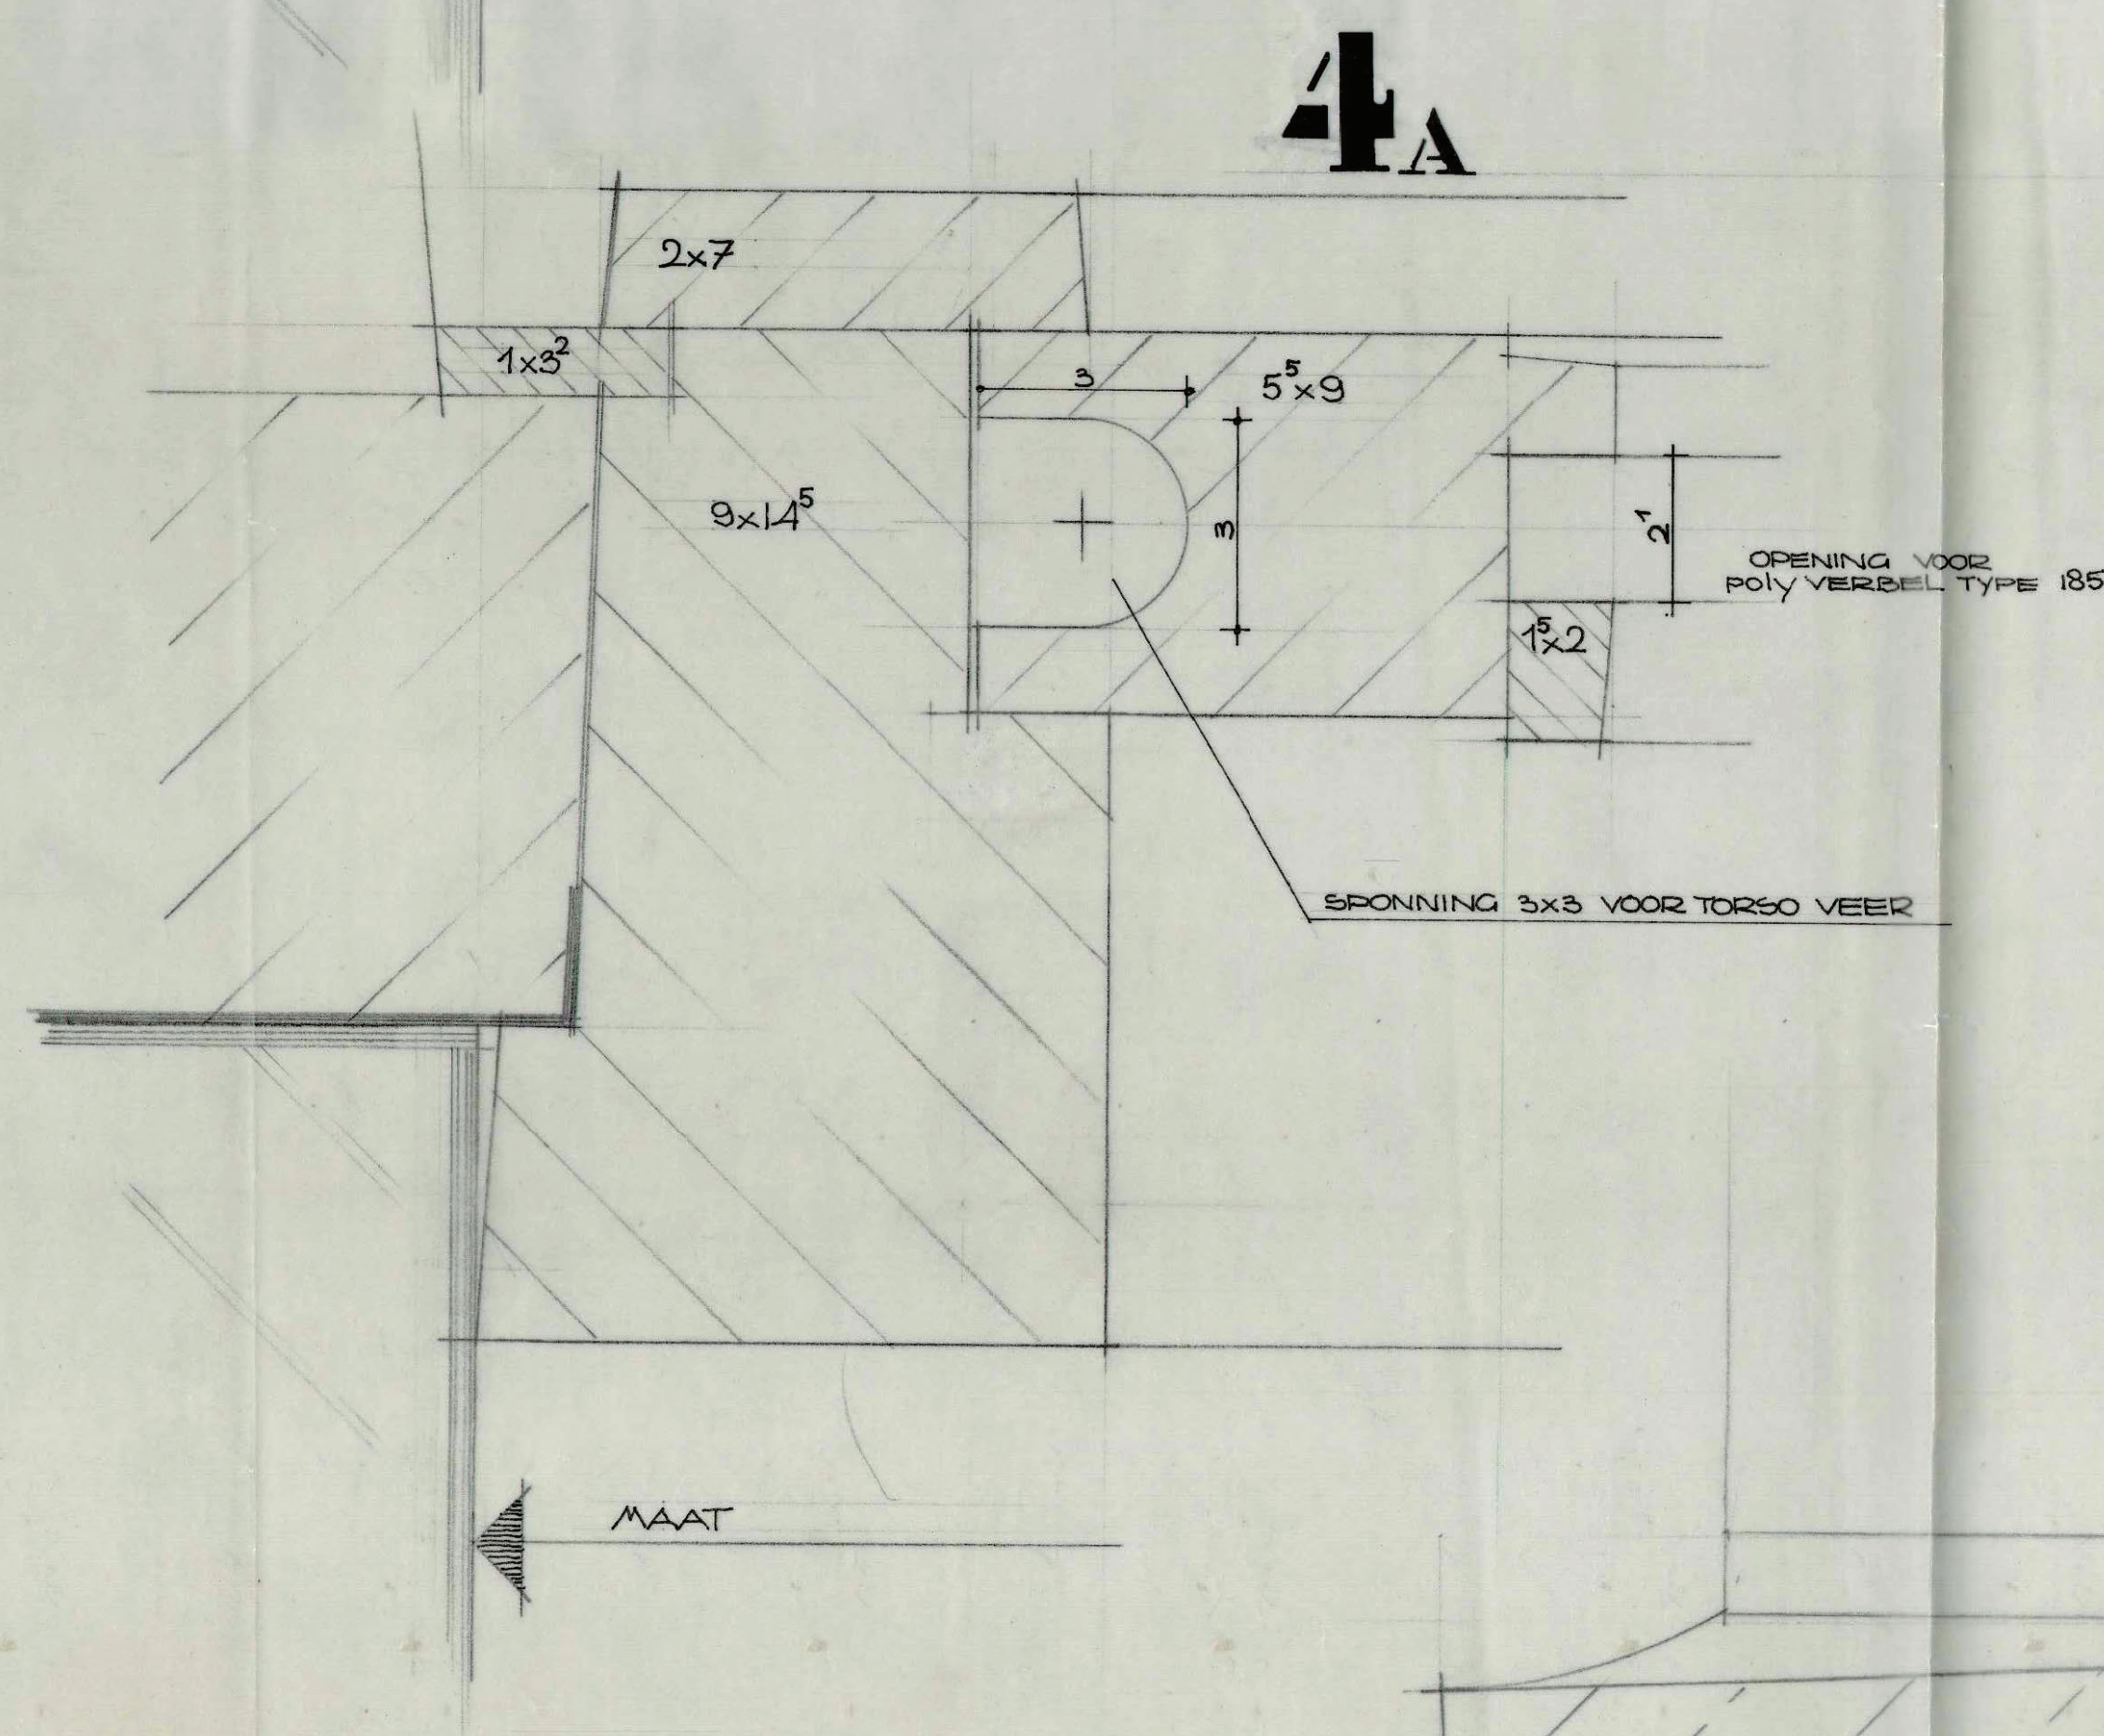 4A
2x7
1x3²
3
5⁵x9
9x14⁵
3
2¹
OPENING VOOR
POLY VERBEL TYPE 185
1⁵x2
SPONNING 3x3 VOOR TORSO VEER
MAAT